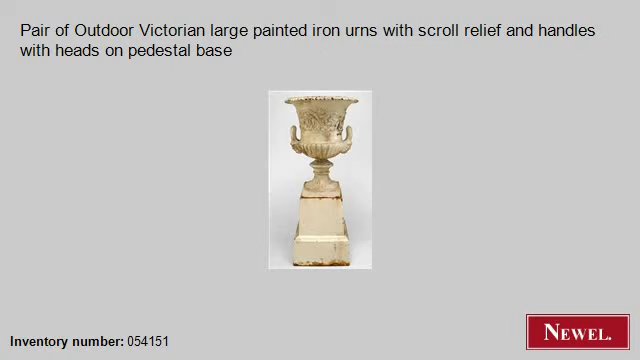 Pair of Outdoor Victorian large painted iron urns with scroll relief and handles
with heads on pedestal base
Inventory number: 054151
NEWEL.